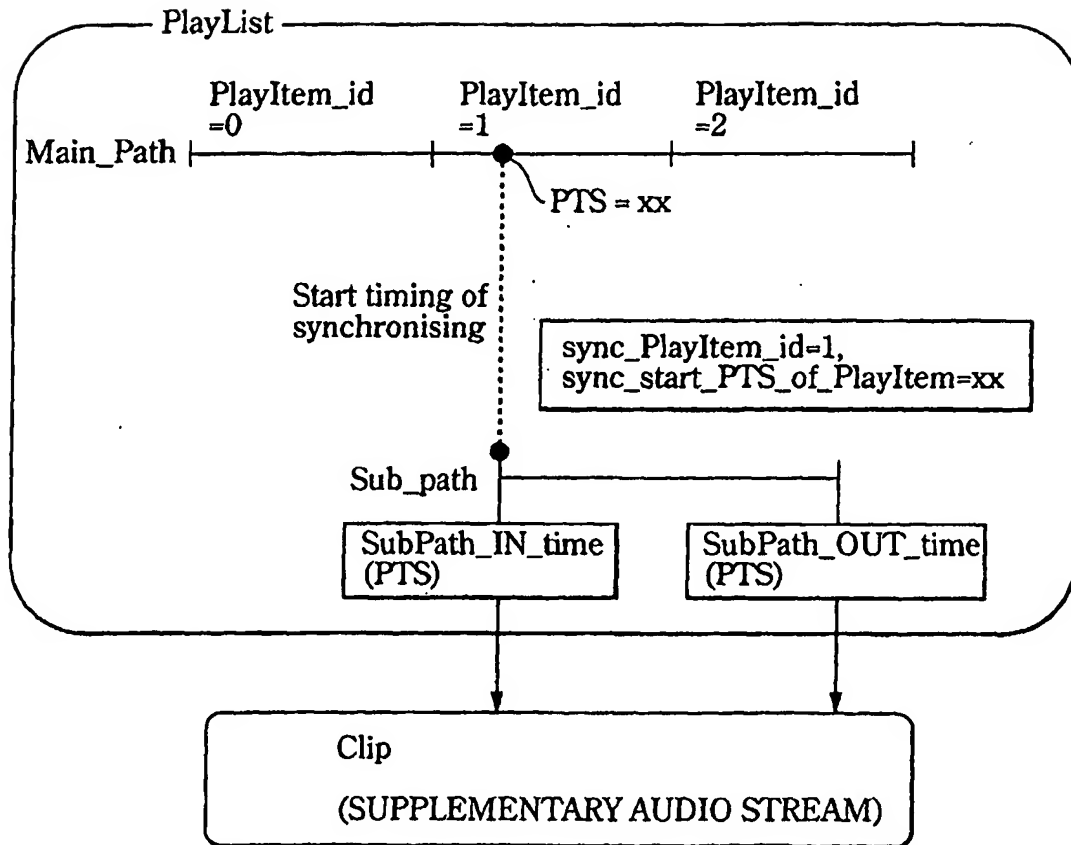 PlayList
PlayItem_id
=0
PlayItem_id
=1
PlayItem_id
=2
Main_Path
PTS = xx
Start timing of
synchronising
sync_PlayItem_id=1,
sync_start_PTS_of_PlayItem=xx
Sub_path
SubPath_IN_time
(PTS)
SubPath_OUT_time
(PTS)
Clip
(SUPPLEMENTARY AUDIO STREAM)